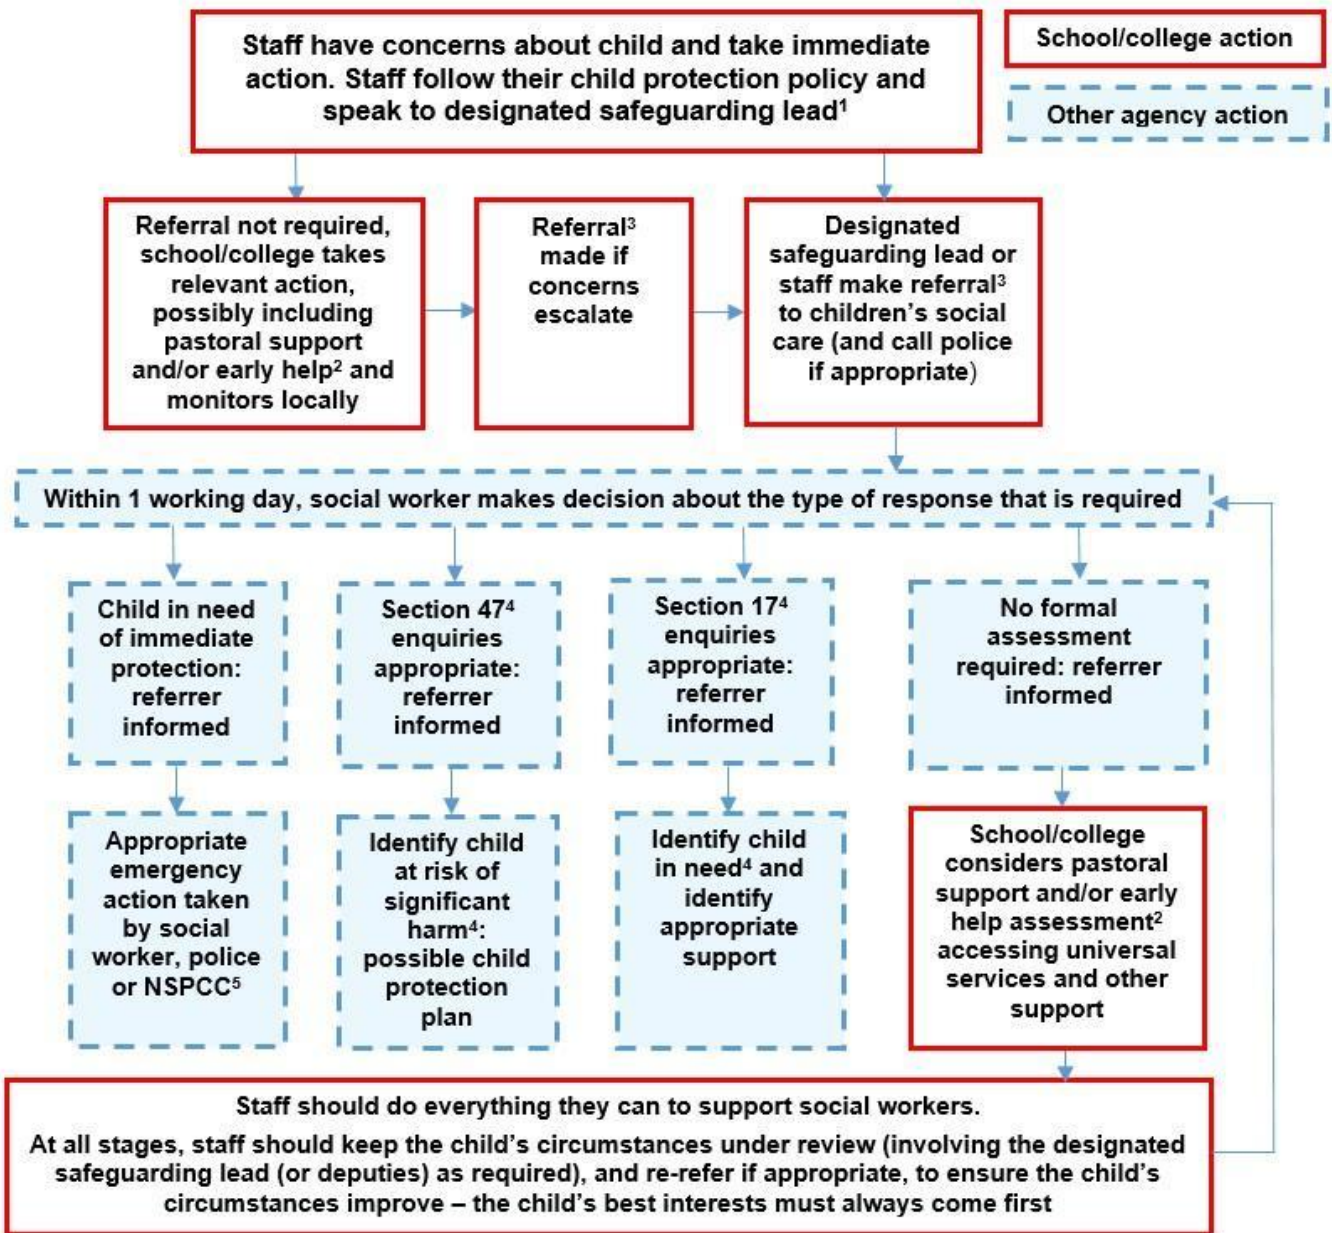 Staff have concerns about child and take immediate
action. Staff follow their child protection policy and
speak to designated safeguarding lead¹
School/college action
Other agency action
Referral not required,
school/college takes
relevant action,
possibly including
pastoral support
and/or early help² and
monitors locally
Referral³
made if
concerns
escalate
Designated
safeguarding lead or
staff make referral³
to children’s social
care (and call police
if appropriate)
Within 1 working day, social worker makes decision about the type of response that is required
Child in need
of immediate
protection:
referrer
informed
Section 47⁴
enquiries
appropriate:
referrer
informed
Section 17⁴
enquiries
appropriate:
referrer
informed
No formal
assessment
required: referrer
informed
Appropriate
emergency
action taken
by social
worker, police
or NSPCC⁵
Identify child
at risk of
significant
harm⁴:
possible child
protection
plan
Identify child
in need⁴ and
identify
appropriate
support
School/college
considers pastoral
support and/or early
help assessment²
accessing universal
services and other
support
Staff should do everything they can to support social workers.
At all stages, staff should keep the child’s circumstances under review (involving the designated
safeguarding lead (or deputies) as required), and re-refer if appropriate, to ensure the child’s
circumstances improve – the child’s best interests must always come first